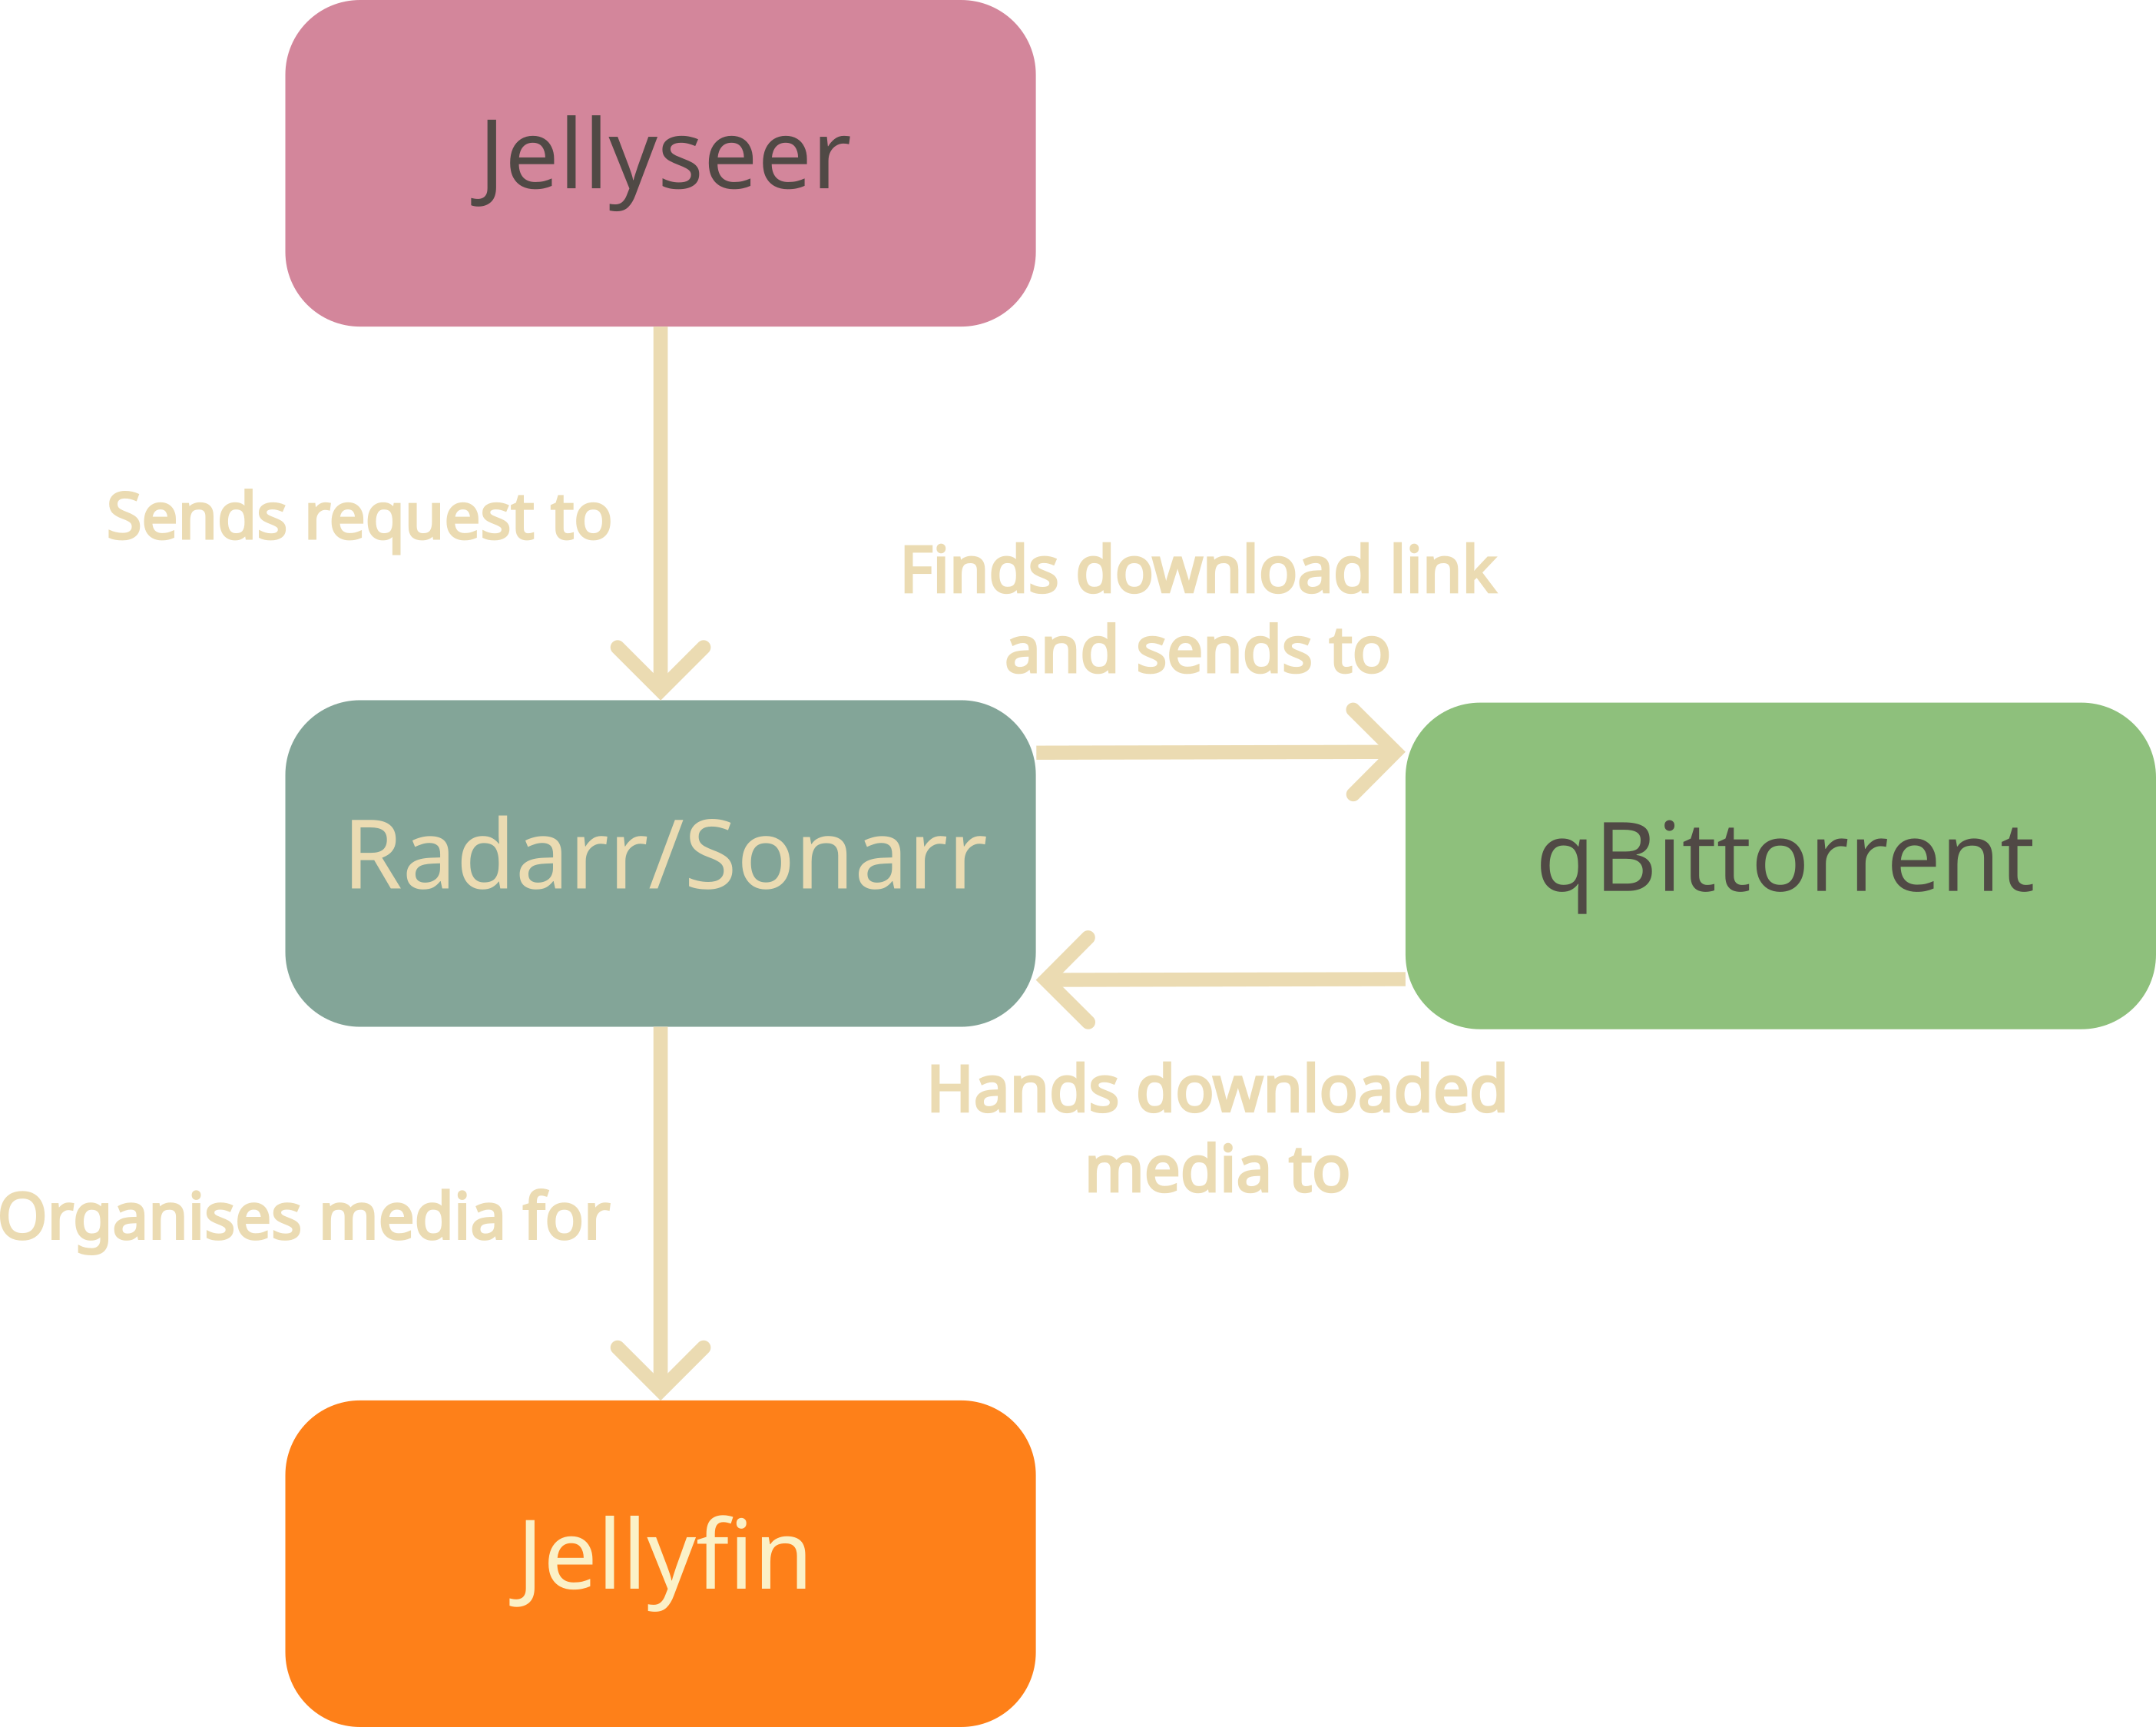 Jellyseer
Sends request to
Finds download link
and sends to
Radarr/Sonarr
qBittorrent
Hands downloaded
media to
Organises media for
Jellyfin